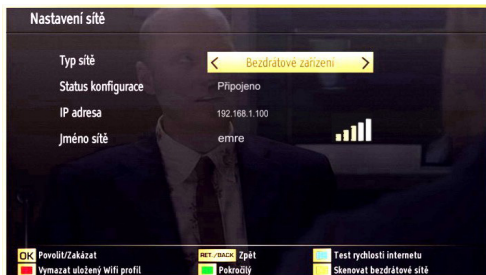 Nastavení sítě
Typ sítě < Bezdrátové zařízení >
Status konfigurace Připojeno
IP adresa 192.168.1.100
Jméno sítě emre
OK Povolit/Zakázat RET./BACK Zpět Test rychlosti internetu
Vymazat uložený Wifi profil Pokročilý Skenovat bezdrátové sítě